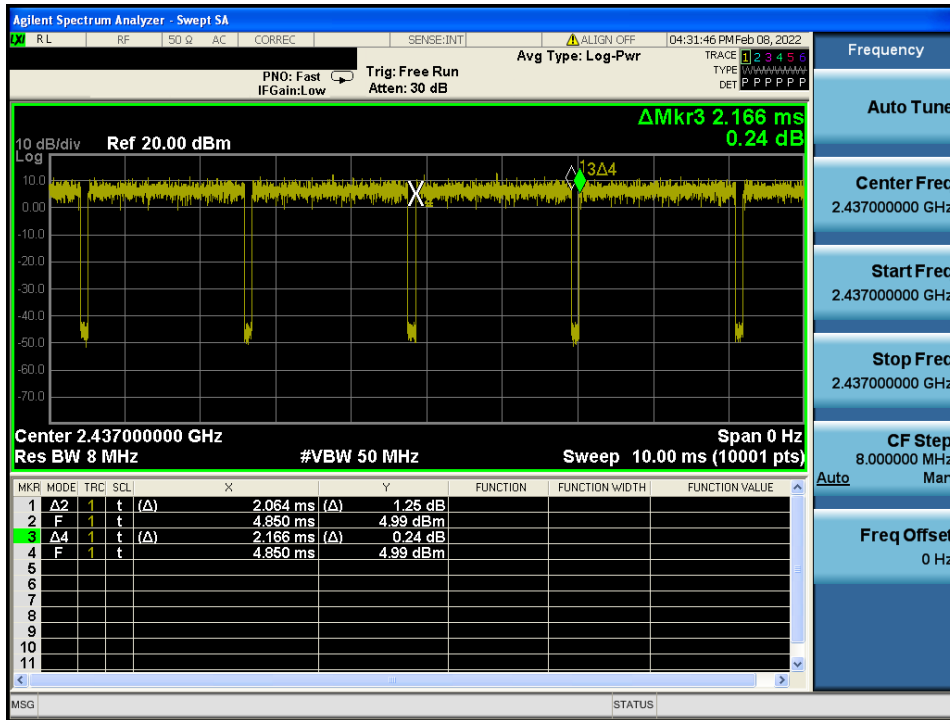 Agilent Spectrum Analyzer - Swept SA
LXI RL RF 50 Ω AC CORREC SENSE:INT ALIGN OFF 04:31:46 PM Feb 08, 2022
Frequency
Avg Type: Log-Pwr
TRACE 1 2 3 4 5 6
TYPE
DET P P P P P P
PNO: Fast
IFGain:Low
Trig: Free Run
Atten: 30 dB
Auto Tune
ΔMkr3 2.166 ms
0.24 dB
10 dB/div Ref 20.00 dBm
Log
10.0
0.00
-10.0
-20.0
-30.0
-40.0
-50.0
-60.0
-70.0
3Δ4
Center Freq
2.437000000 GHz
Start Freq
2.437000000 GHz
Stop Freq
2.437000000 GHz
Center 2.437000000 GHz Span 0 Hz
Res BW 8 MHz #VBW 50 MHz Sweep 10.00 ms (10001 pts)
CF Step
8.000000 MHz
Auto Man
Freq Offset
0 Hz
MKR MODE TRC SCL X Y FUNCTION FUNCTION WIDTH FUNCTION VALUE
1 Δ2 1 t (Δ) 2.064 ms (Δ) 1.25 dB
2 F 1 t 4.850 ms 4.99 dBm
3 Δ4 1 t (Δ) 2.166 ms (Δ) 0.24 dB
4 F 1 t 4.850 ms 4.99 dBm
5
6
7
8
9
10
11
MSG STATUS